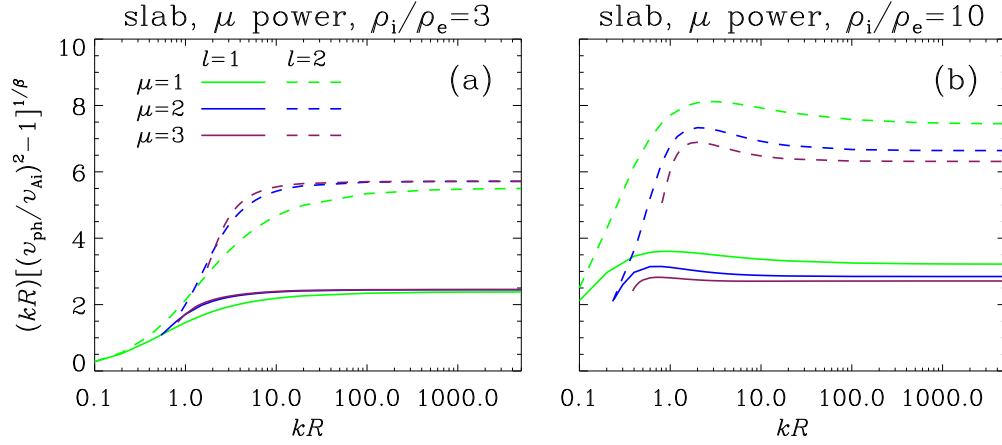 slab, μ power, ρi/ρe=3
slab, μ power, ρi/ρe=10
(kR)[(vph/vAi)²−1]^1/β
10
8
6
4
2
0
l=1 l=2
μ=1
μ=2
μ=3
(a)
(b)
0.1 1.0 10.0 100.0 1000.0
0.1 1.0 10.0 100.0 1000.0
kR
kR